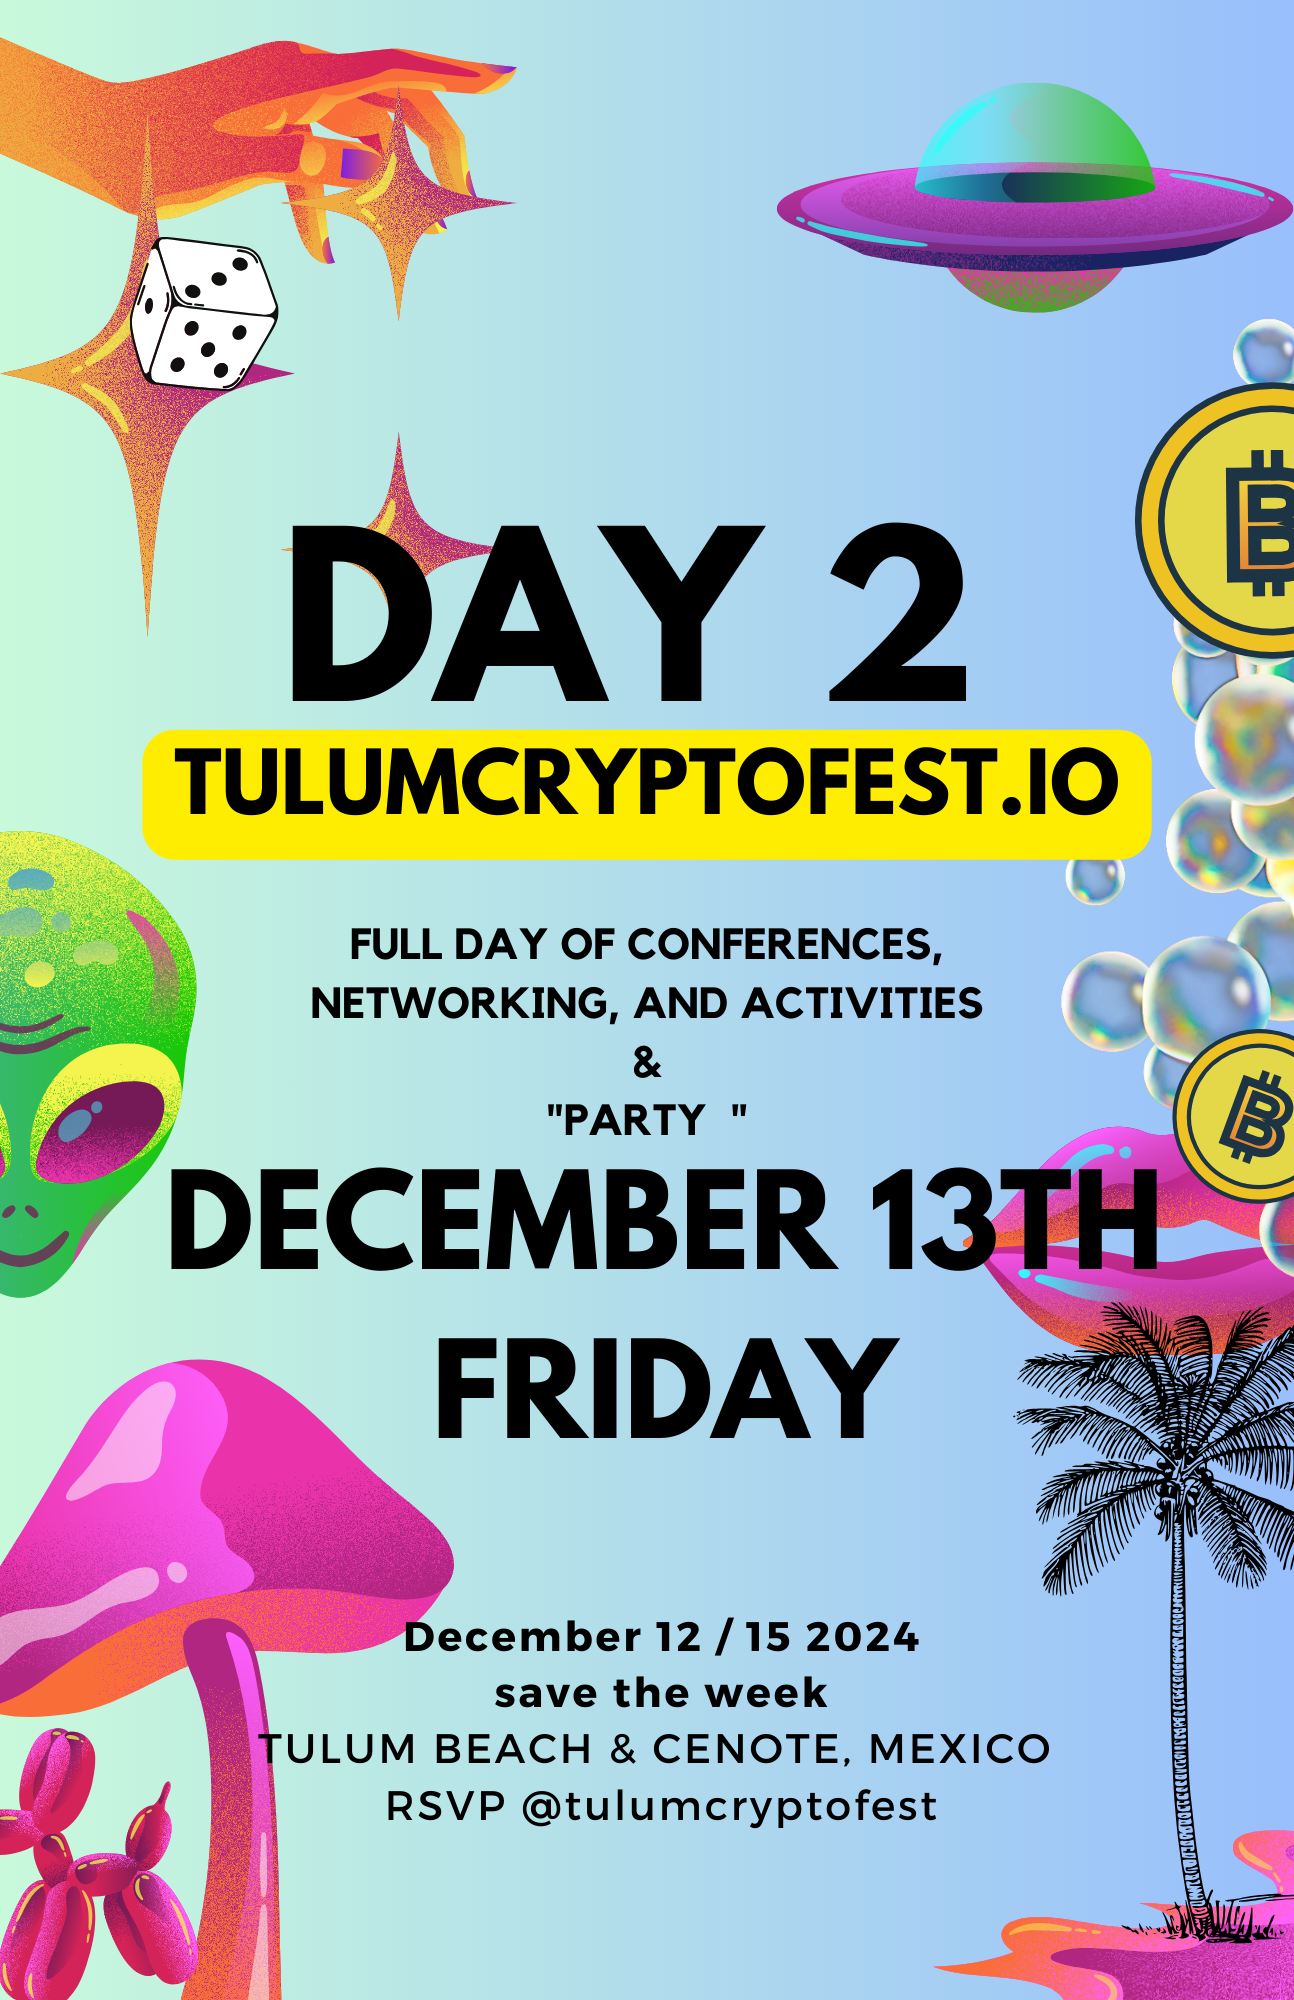 DAY 2
TULUMCRYPTOFEST.IO
FULL DAY OF CONFERENCES,
NETWORKING, AND ACTIVITIES
&
"PARTY "
DECEMBER 13TH
FRIDAY
December 12 / 15 2024
save the week
TULUM BEACH & CENOTE, MEXICO
RSVP @tulumcryptofest